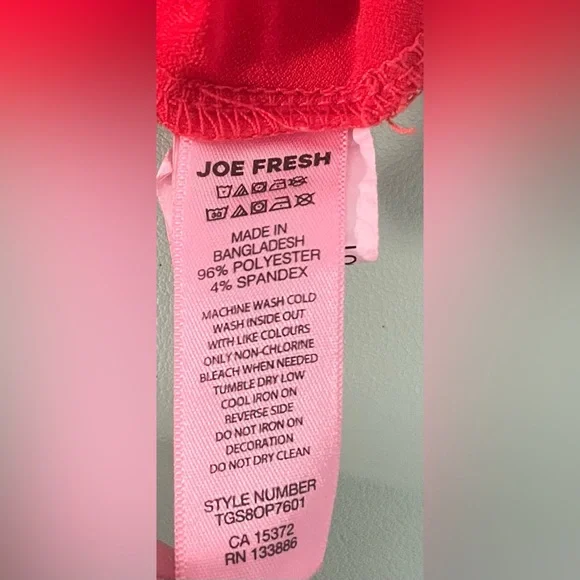 JOE FRESH
MADE IN
BANGLADESH
96% POLYESTER
4% SPANDEX
MACHINE WASH COLD
WASH INSIDE OUT
WITH LIKE COLOURS
ONLY NON-CHLORINE
BLEACH WHEN NEEDED
TUMBLE DRY LOW
COOL IRON ON
REVERSE SIDE
DO NOT IRON ON
DECORATION
DO NOT DRY CLEAN
STYLE NUMBER
TGS8OP7601
CA 15372
RN 133886